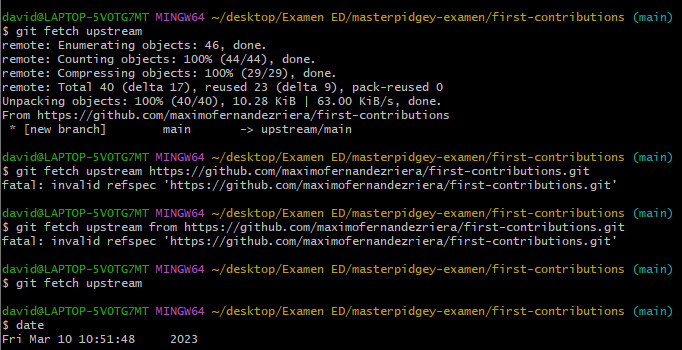 david@LAPTOP-5VOTG7MT MINGW64 ~/desktop/Examen ED/masterpidgey-examen/first-contributions (main)
$ git fetch upstream
remote: Enumerating objects: 46, done.
remote: Counting objects: 100% (44/44), done.
remote: Compressing objects: 100% (29/29), done.
remote: Total 40 (delta 17), reused 23 (delta 9), pack-reused 0
Unpacking objects: 100% (40/40), 10.28 KiB | 63.00 KiB/s, done.
From https://github.com/maximofernandezriera/first-contributions
 * [new branch]      main       -> upstream/main
david@LAPTOP-5VOTG7MT MINGW64 ~/desktop/Examen ED/masterpidgey-examen/first-contributions (main)
$ git fetch upstream https://github.com/maximofernandezriera/first-contributions.git
fatal: invalid refspec 'https://github.com/maximofernandezriera/first-contributions.git'
david@LAPTOP-5VOTG7MT MINGW64 ~/desktop/Examen ED/masterpidgey-examen/first-contributions (main)
$ git fetch upstream from https://github.com/maximofernandezriera/first-contributions.git
fatal: invalid refspec 'https://github.com/maximofernandezriera/first-contributions.git'
david@LAPTOP-5VOTG7MT MINGW64 ~/desktop/Examen ED/masterpidgey-examen/first-contributions (main)
$ git fetch upstream
david@LAPTOP-5VOTG7MT MINGW64 ~/desktop/Examen ED/masterpidgey-examen/first-contributions (main)
$ date
Fri Mar 10 10:51:48     2023